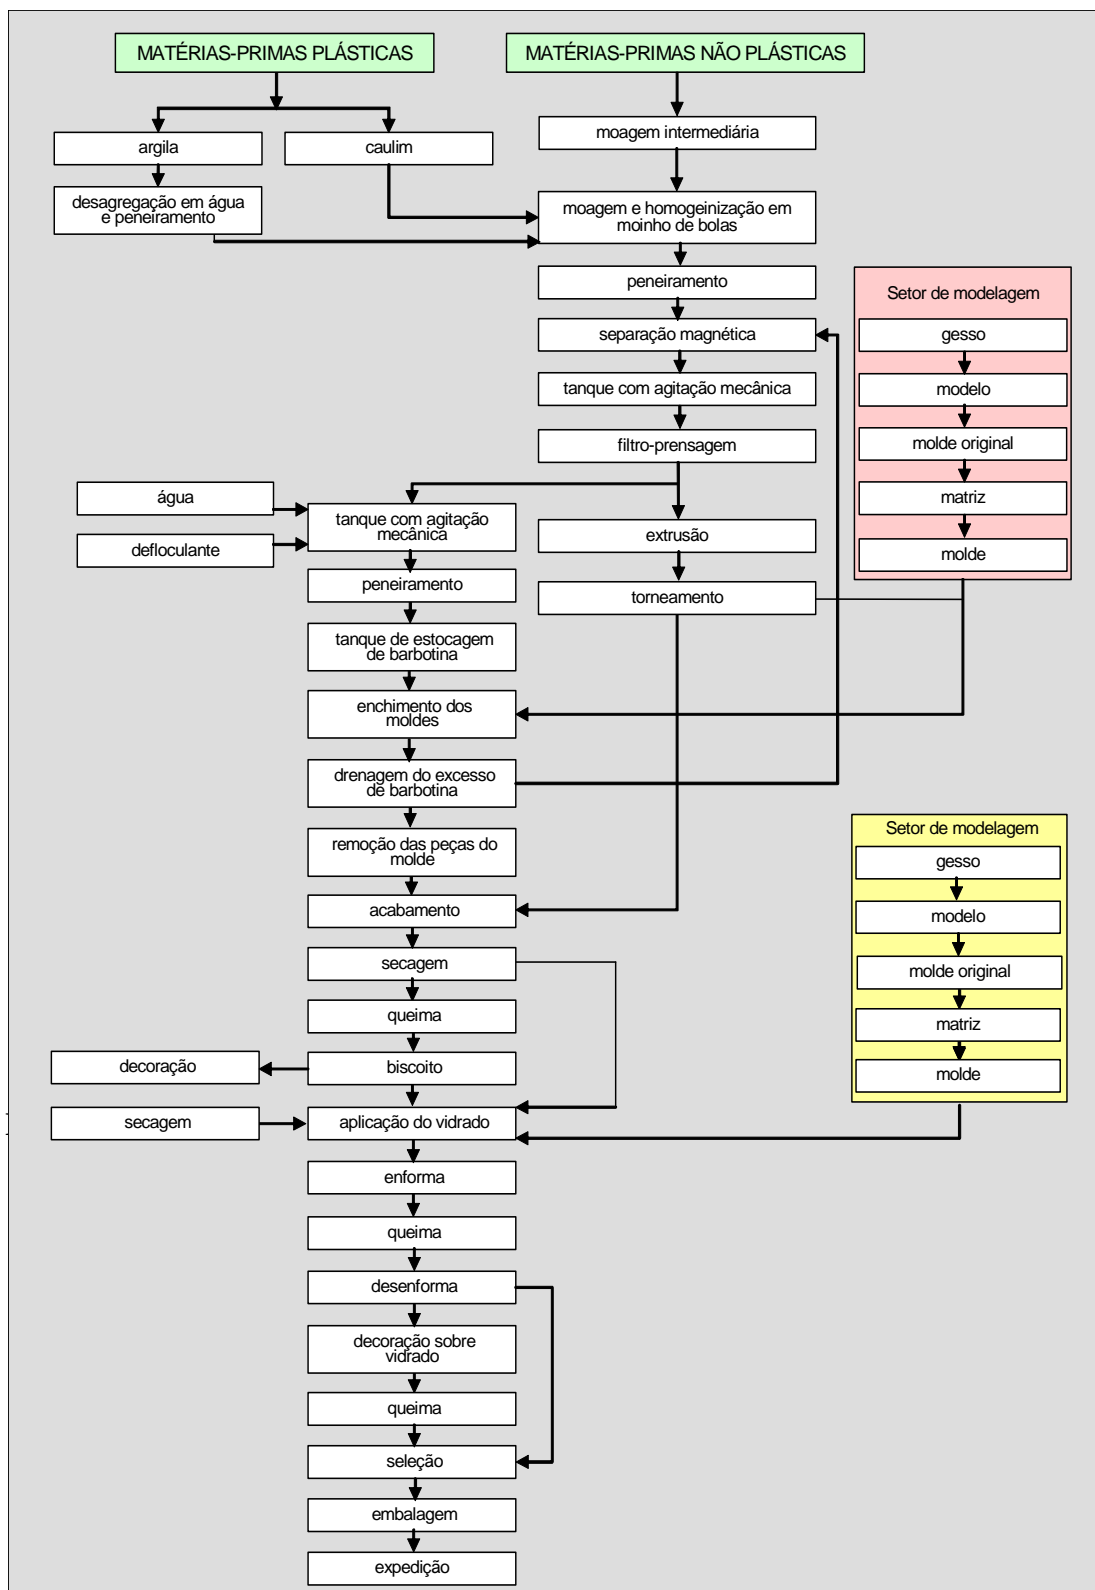 MATÉRIAS-PRIMAS PLÁSTICAS
MATÉRIAS-PRIMAS NÃO PLÁSTICAS
argila
caulim
moagem intermediária
desagregação em água
e peneiramento
moagem e homogeinização em
moinho de bolas
peneiramento
separação magnética
tanque com agitação mecânica
filtro-prensagem
Setor de modelagem
gesso
modelo
molde original
matriz
molde
água
defloculante
tanque com agitação
mecânica
extrusão
peneiramento
torneamento
tanque de estocagem
de barbotina
enchimento dos
moldes
drenagem do excesso
de barbotina
remoção das peças do
molde
acabamento
secagem
queima
biscoito
decoração
secagem
aplicação do vidrado
Setor de modelagem
gesso
modelo
molde original
matriz
molde
enforma
queima
desenforma
decoração sobre
vidrado
queima
seleção
embalagem
expedição